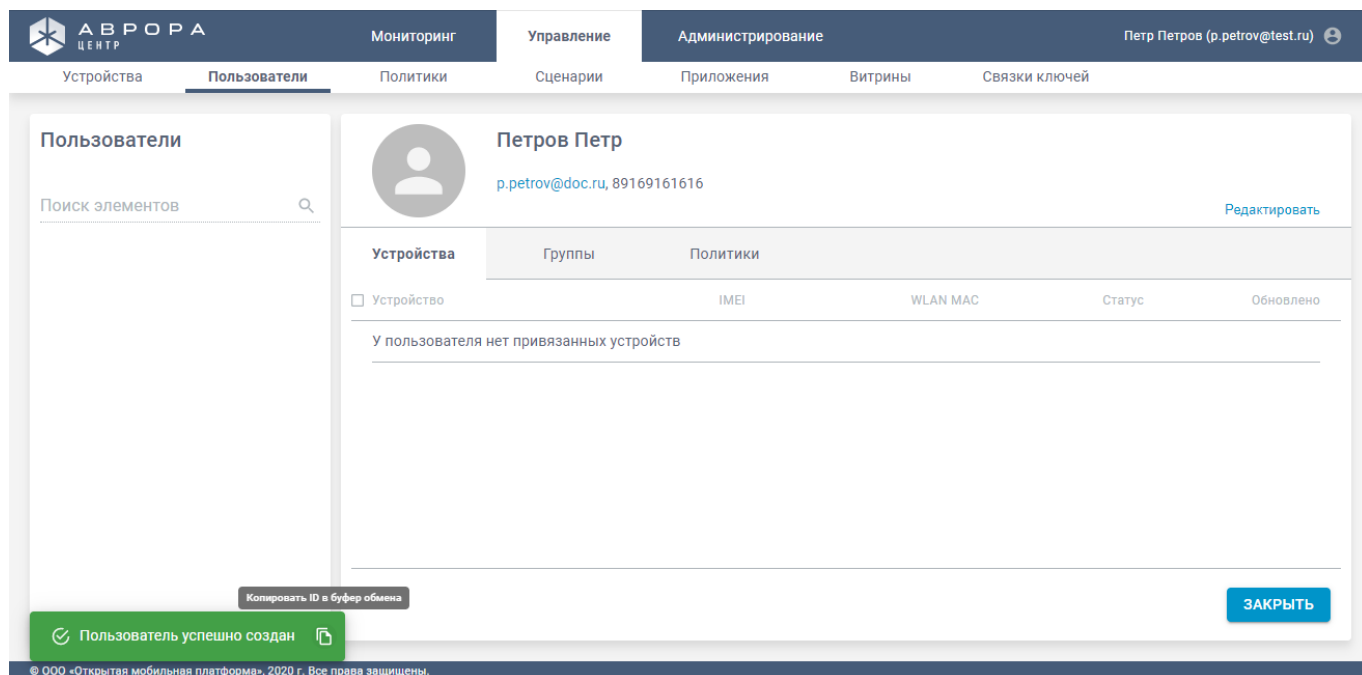 АВРОРА
ЦЕНТР
Мониторинг Управление Администрирование Петр Петров (p.petrov@test.ru)
Устройства Пользователи Политики Сценарии Приложения Витрины Связки ключей
Пользователи
Поиск элементов
Петров Петр
p.petrov@doc.ru, 89169161616
Редактировать
Устройства Группы Политики
Устройство IMEI WLAN MAC Статус Обновлено
У пользователя нет привязанных устройств
Копировать ID в буфер обмена
ЗАКРЫТЬ
Пользователь успешно создан
© ООО «Открытая мобильная платформа», 2020 г. Все права защищены.